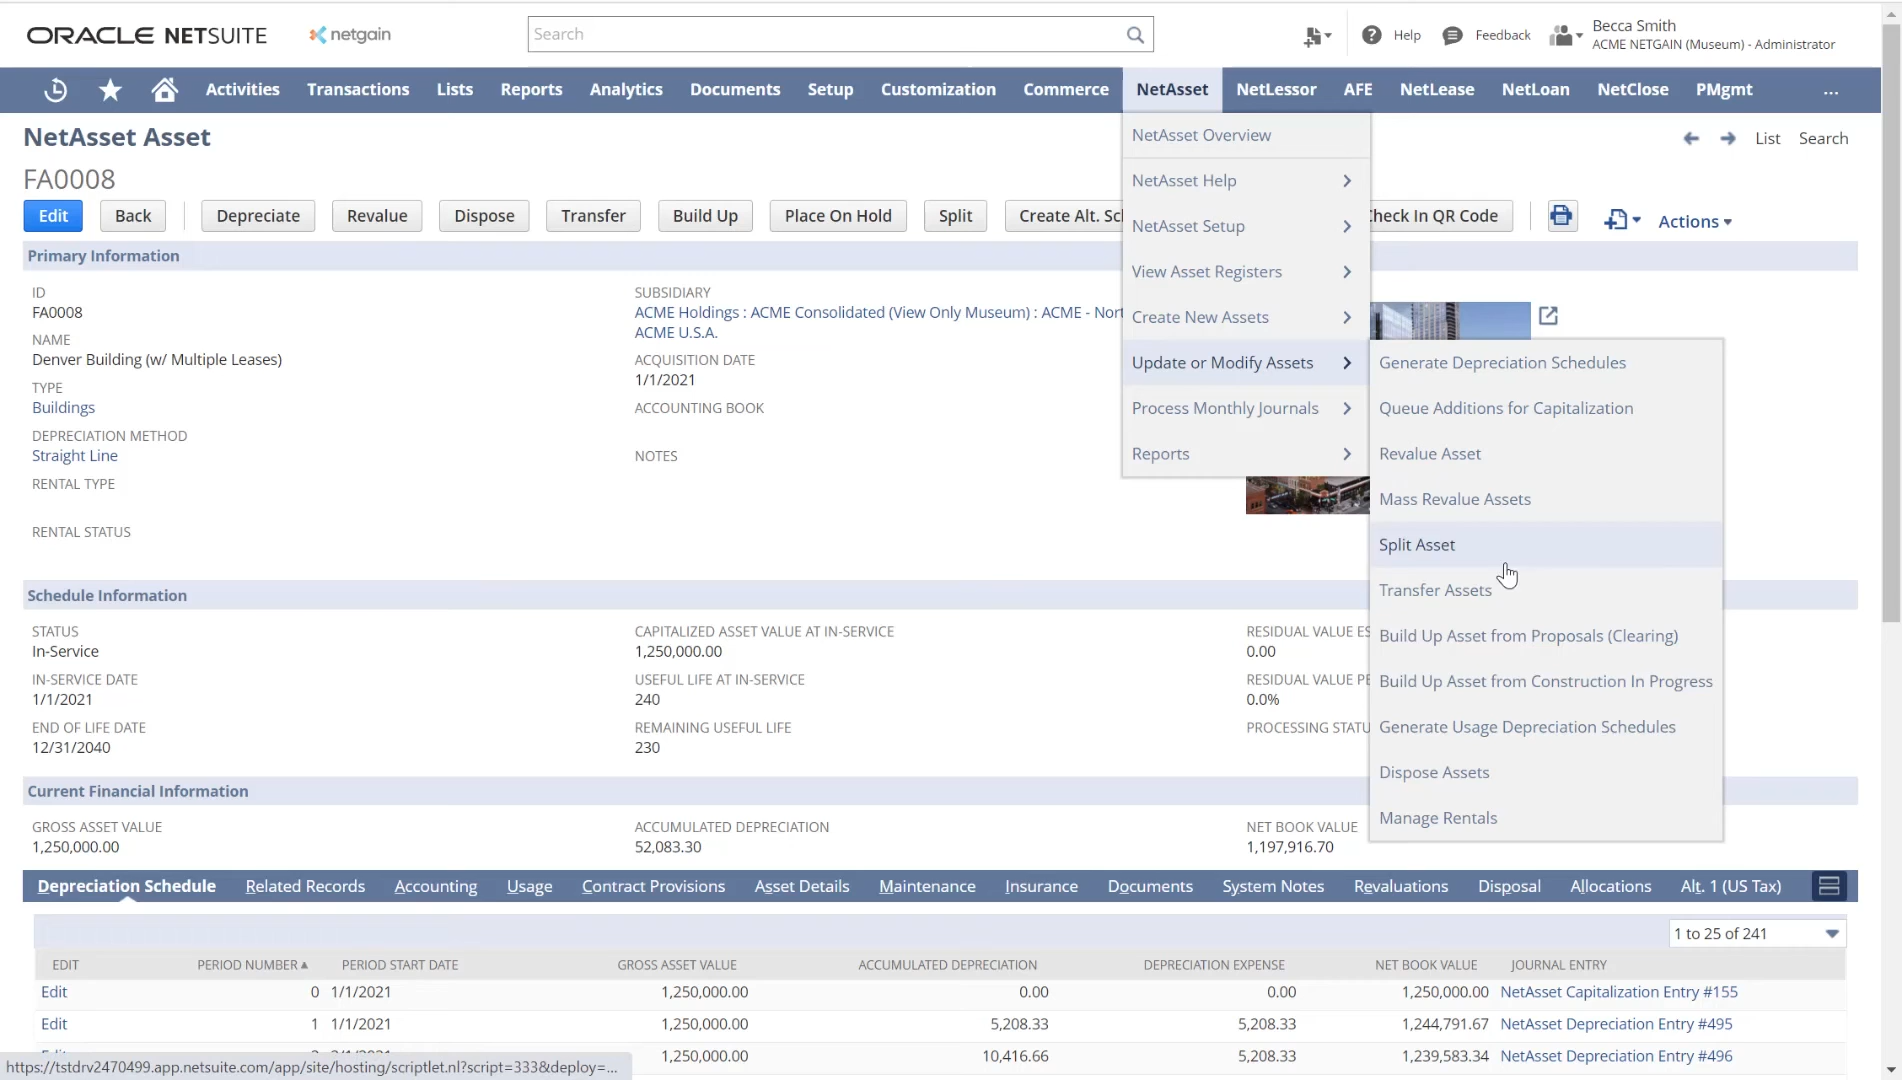 ORACLE NETSUITE
netgain
Search
Help
Feedback
Becca Smith
ACME NETGAIN (Museum) - Administrator
Activities Transactions Lists Reports Analytics Documents Setup Customization Commerce NetAsset NetLessor AFE NetLease NetLoan NetClose PMgmt ...
NetAsset Asset
List Search
FA0008
Edit Back Depreciate Revalue Dispose Transfer Build Up Place On Hold Split Create Alt. Check In QR Code Actions
NetAsset Overview
NetAsset Help
NetAsset Setup
View Asset Registers
Create New Assets
Update or Modify Assets
Process Monthly Journals
Reports
Generate Depreciation Schedules
Queue Additions for Capitalization
Revalue Asset
Mass Revalue Assets
Split Asset
Transfer Assets
Build Up Asset from Proposals (Clearing)
Build Up Asset from Construction In Progress
Generate Usage Depreciation Schedules
Dispose Assets
Manage Rentals
Primary Information
ID
FA0008
NAME
Denver Building (w/ Multiple Leases)
TYPE
Buildings
DEPRECIATION METHOD
Straight Line
RENTAL TYPE
RENTAL STATUS
SUBSIDIARY
ACME Holdings : ACME Consolidated (View Only Museum) : ACME -
ACME U.S.A.
ACQUISITION DATE
1/1/2021
ACCOUNTING BOOK
NOTES
Schedule Information
STATUS
In-Service
IN-SERVICE DATE
1/1/2021
END OF LIFE DATE
12/31/2040
CAPITALIZED ASSET VALUE AT IN-SERVICE
1,250,000.00
USEFUL LIFE AT IN-SERVICE
240
REMAINING USEFUL LIFE
230
RESIDUAL VALUE
0.00
RESIDUAL VALUE
0.0%
PROCESSING
Current Financial Information
GROSS ASSET VALUE
1,250,000.00
ACCUMULATED DEPRECIATION
52,083.30
NET BOOK VALUE
1,197,916.70
Depreciation Schedule Related Records Accounting Usage Contract Provisions Asset Details Maintenance Insurance Documents System Notes Revaluations Disposal Allocations Alt. 1 (US Tax)
1 to 25 of 241
EDIT PERIOD NUMBER PERIOD START DATE GROSS ASSET VALUE ACCUMULATED DEPRECIATION DEPRECIATION EXPENSE NET BOOK VALUE JOURNAL ENTRY
Edit 0 1/1/2021 1,250,000.00 0.00 0.00 1,250,000.00 NetAsset Capitalization Entry #155
Edit 1 1/1/2021 1,250,000.00 5,208.33 5,208.33 1,244,791.67 NetAsset Depreciation Entry #495
1,250,000.00 10,416.66 5,208.33 1,239,583.34 NetAsset Depreciation Entry #496
https://tstdrv2470499.app.netsuite.com/app/site/hosting/scriptlet.nl?script=333&deploy=...